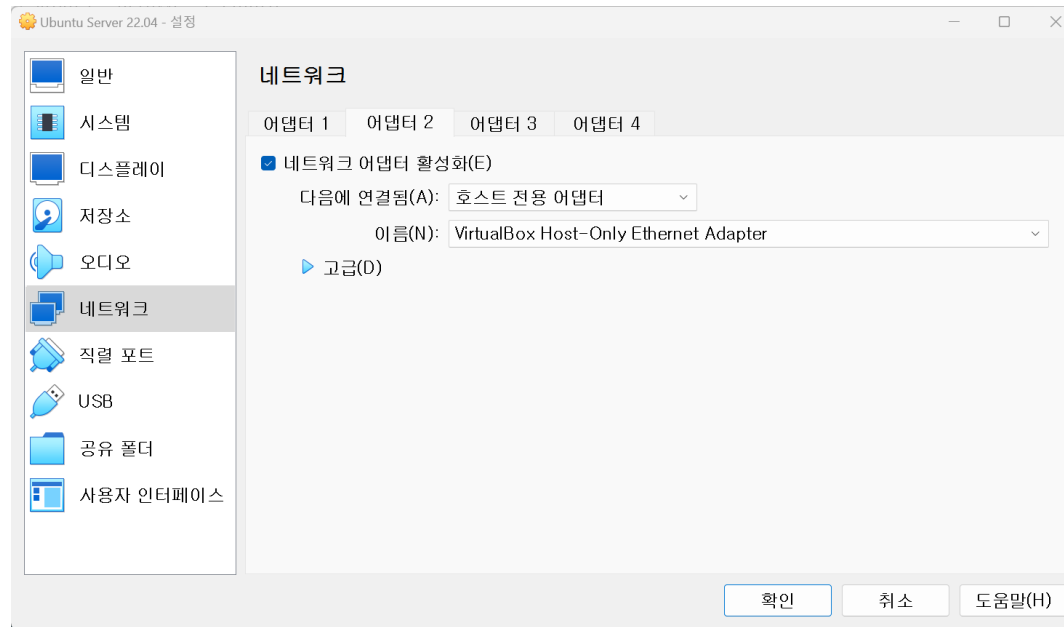 Ubuntu Server 22.04 - 설정
일반
시스템
디스플레이
저장소
오디오
네트워크
직렬 포트
USB
공유 폴더
사용자 인터페이스
네트워크
어댑터 1 어댑터 2 어댑터 3 어댑터 4
네트워크 어댑터 활성화(E)
다음에 연결됨(A): 호스트 전용 어댑터
이름(N): VirtualBox Host-Only Ethernet Adapter
고급(D)
확인 취소 도움말(H)